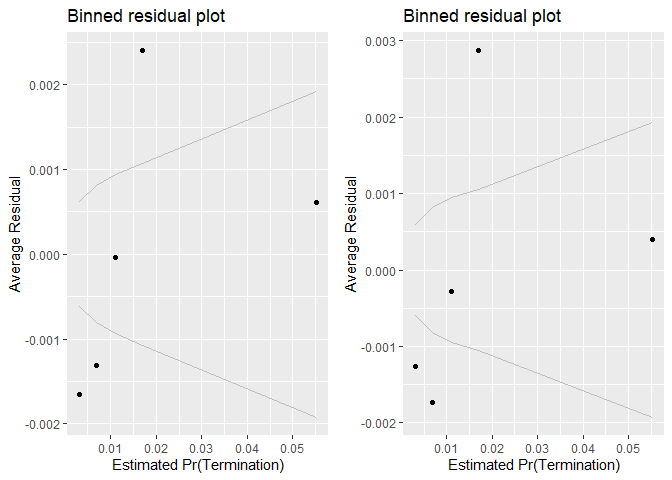 Binned residual plot
Average Residual
0.002
0.001
0.000
-0.001
-0.002
0.01 0.02 0.03 0.04 0.05
Estimated Pr(Termination)
Binned residual plot
Average Residual
0.003
0.002
0.001
0.000
-0.001
-0.002
0.01 0.02 0.03 0.04 0.05
Estimated Pr(Termination)